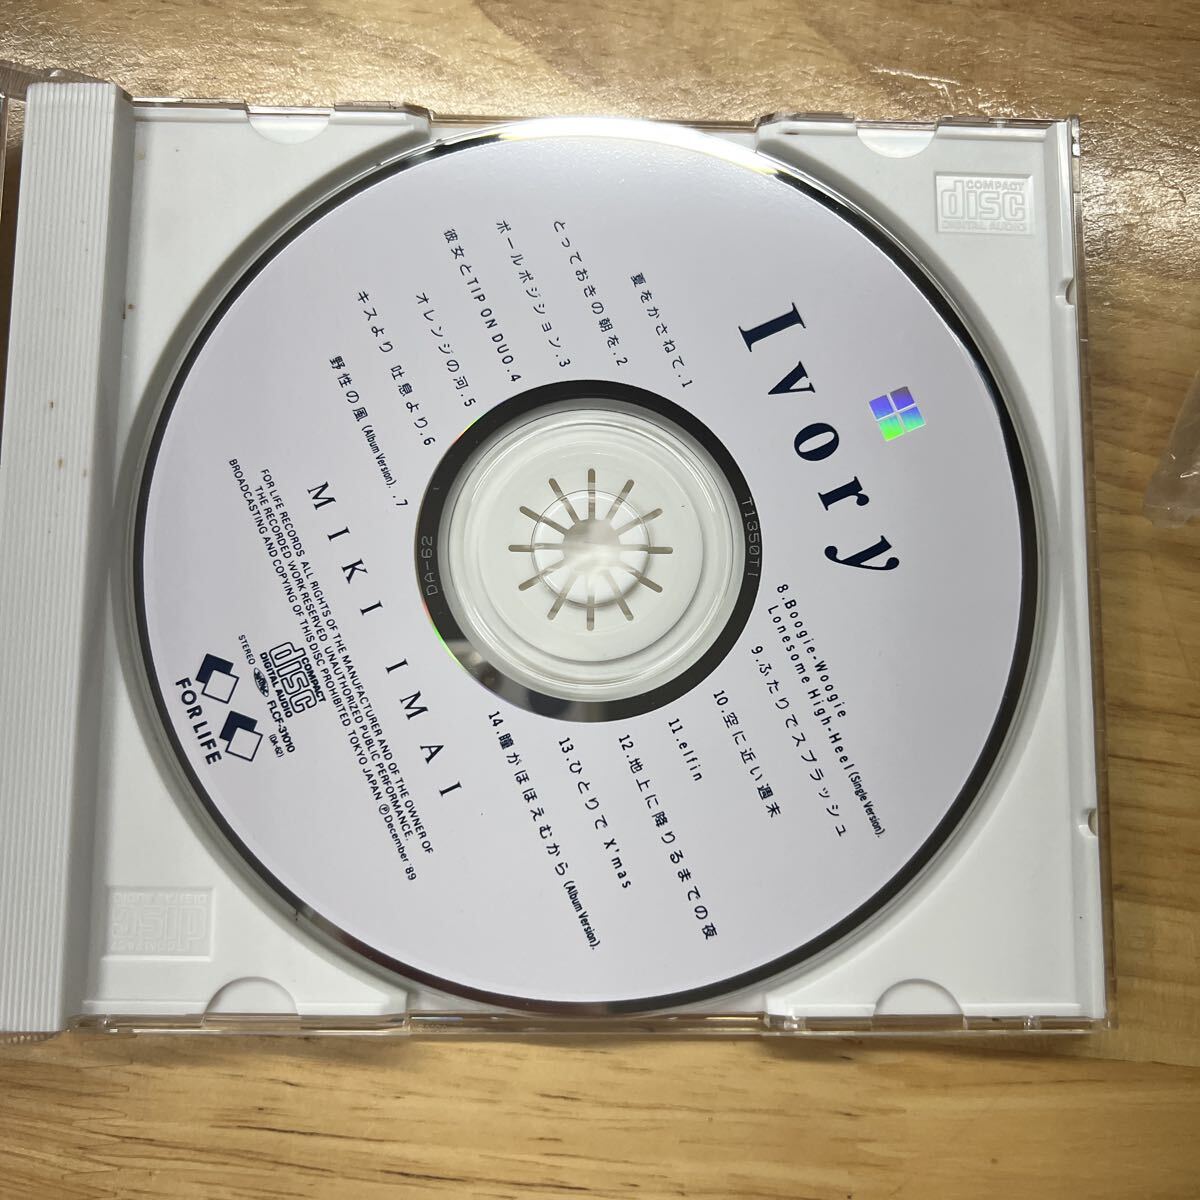 Ivory
夏をかさねて.1
とっておきの朝を.2
ポールポジション.3
彼女とTIP ON DUO.4
オレンジの河.5
キスより 吐息より.6
野性の風 (Album Version).7
8.Boogie-Woogie
Lonesome High-Heel (Single Version).
9.ふたりでスプラッシュ
10.空に近い週末
11.elfin
12.地上に降りるまでの夜
13.ひとりで X'mas
14.瞳がほほえむから (Album Version).
MIKI IMAI
FOR LIFE RECORDS ALL RIGHTS OF THE MANUFACTURER AND OF THE OWNER OF
THE RECORDED WORK RESERVED. UNAUTHORIZED PUBLIC PERFORMANCE.
BROADCASTING AND COPYING OF THIS DISC PROHIBITED TOKYO JAPAN Ⓟ December '89
COMPACT
disc
DIGITAL AUDIO
STEREO FLCF-31010
(DA-62)
FOR LIFE
T1350T1
DA-62
COMPACT
disc
DIGITAL AUDIO
COMPACT
disc
DIGITAL AUDIO